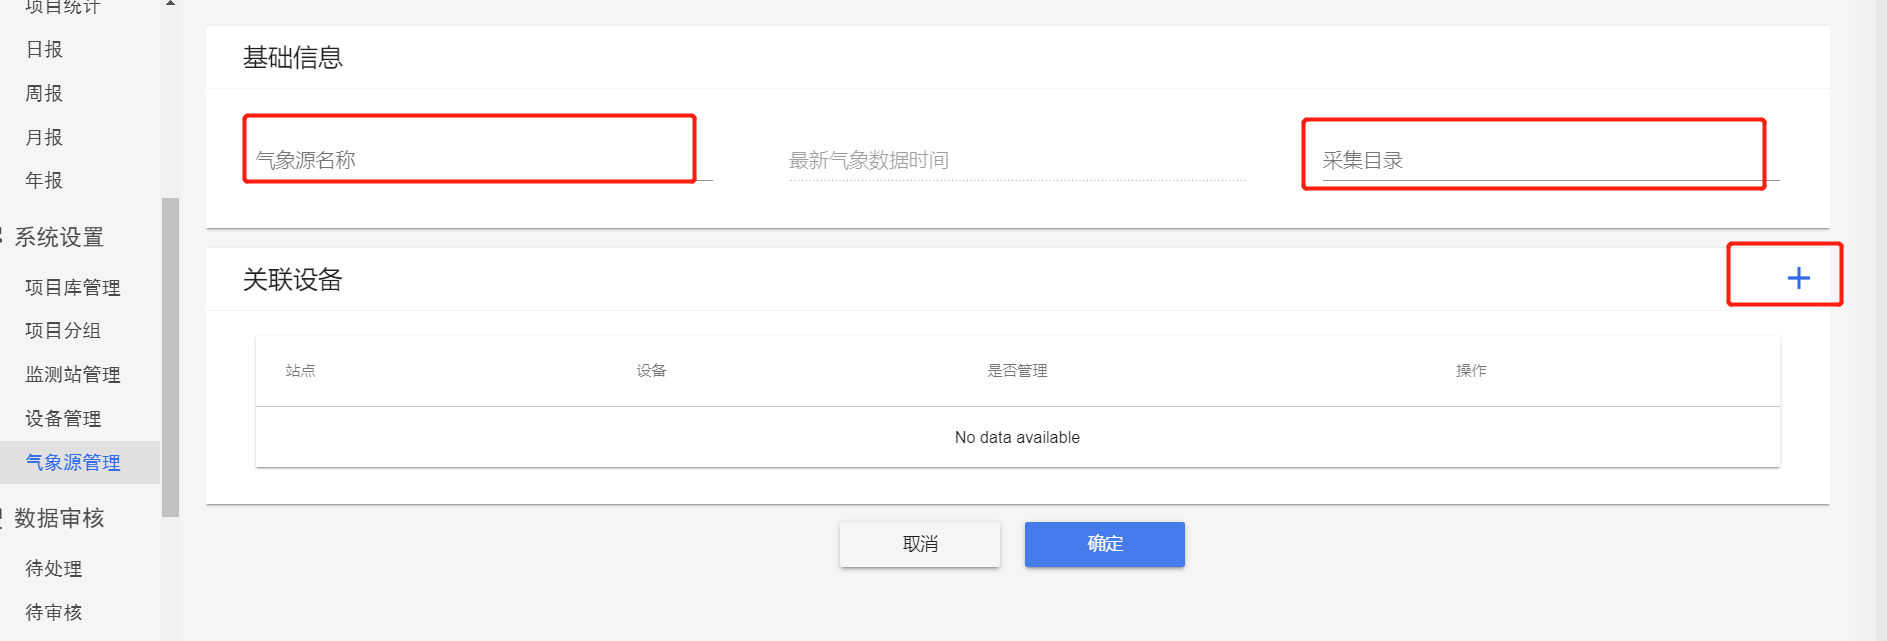 项目统计
日报
周报
月报
年报
系统设置
项目库管理
项目分组
监测站管理
设备管理
气象源管理
数据审核
待处理
待审核
基础信息
气象源名称
最新气象数据时间
采集目录
关联设备
站点 设备 是否管理 操作
No data available
取消 确定